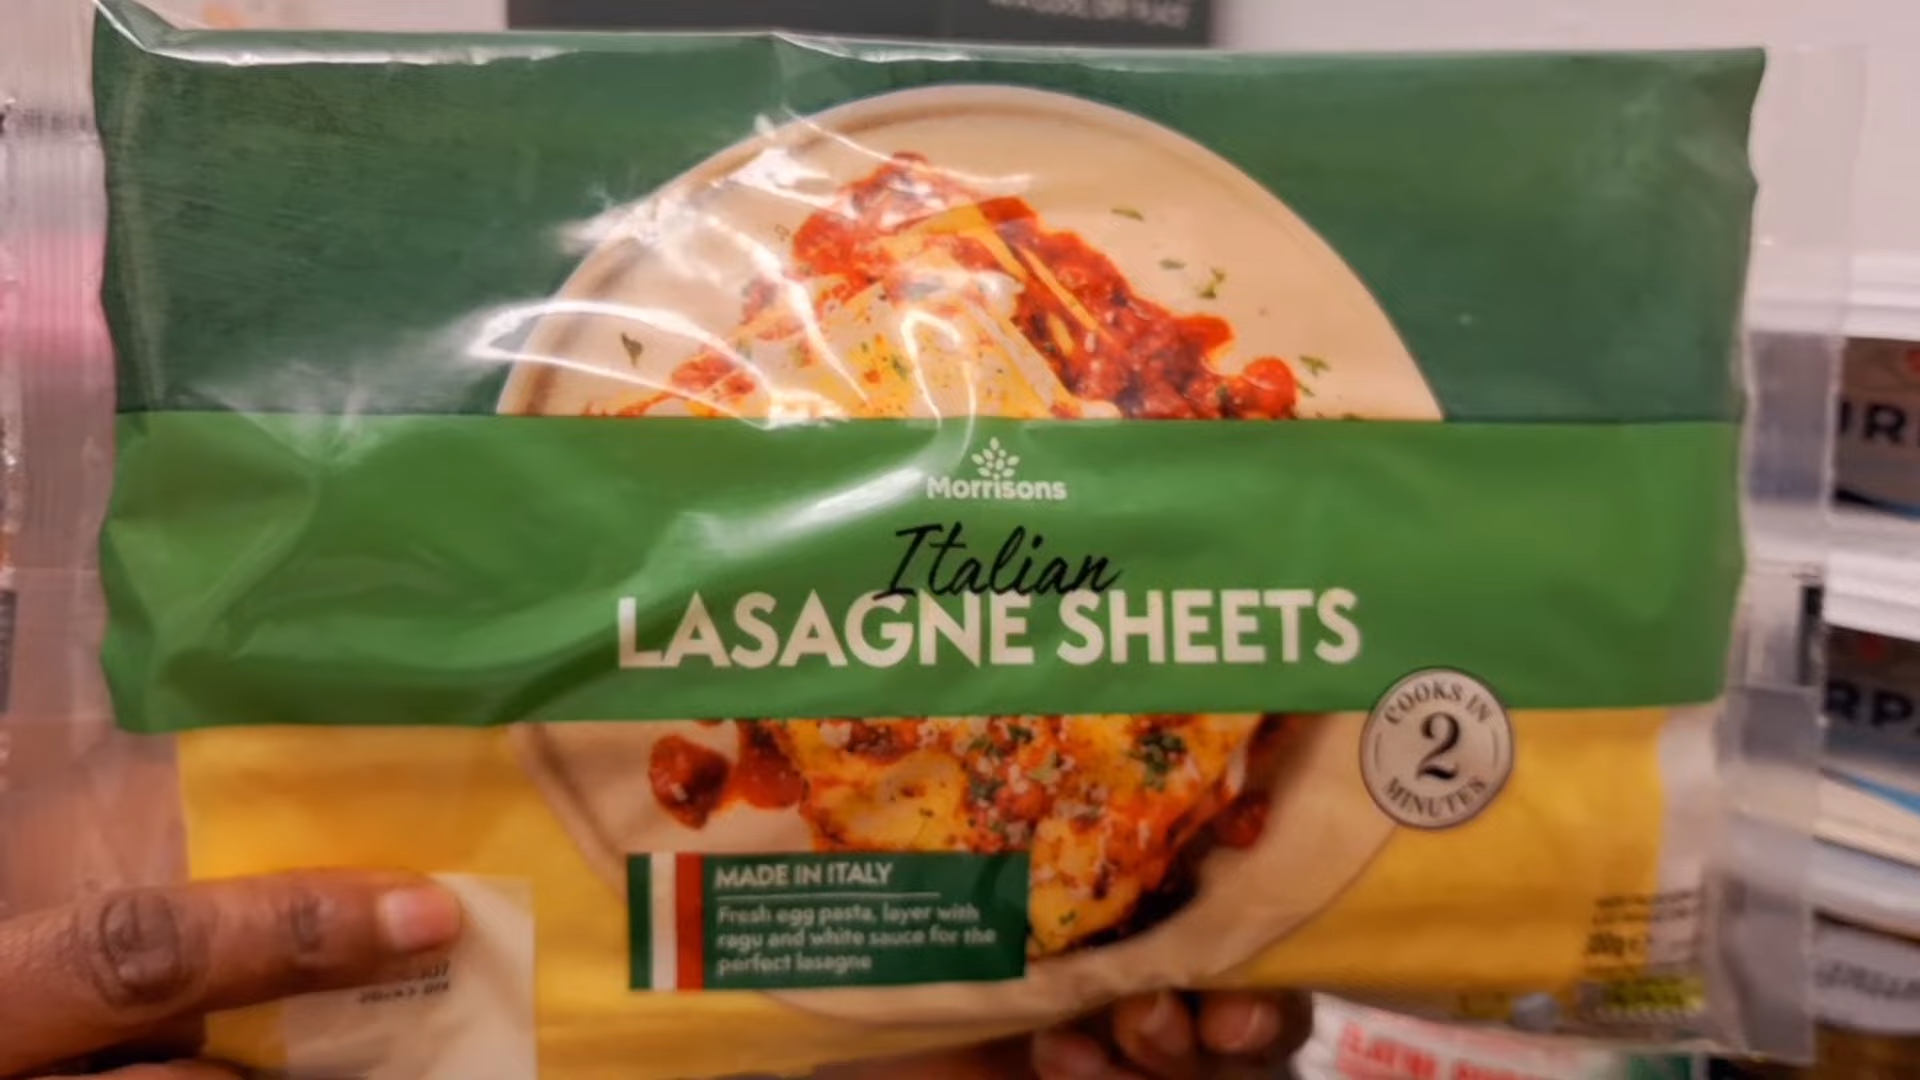 Morrisons
Italian
LASAGNE SHEETS
COOKS IN
2
MINUTES
MADE IN ITALY
Fresh egg pasta, layer with
ragu and white sauce for the
perfect lasagne